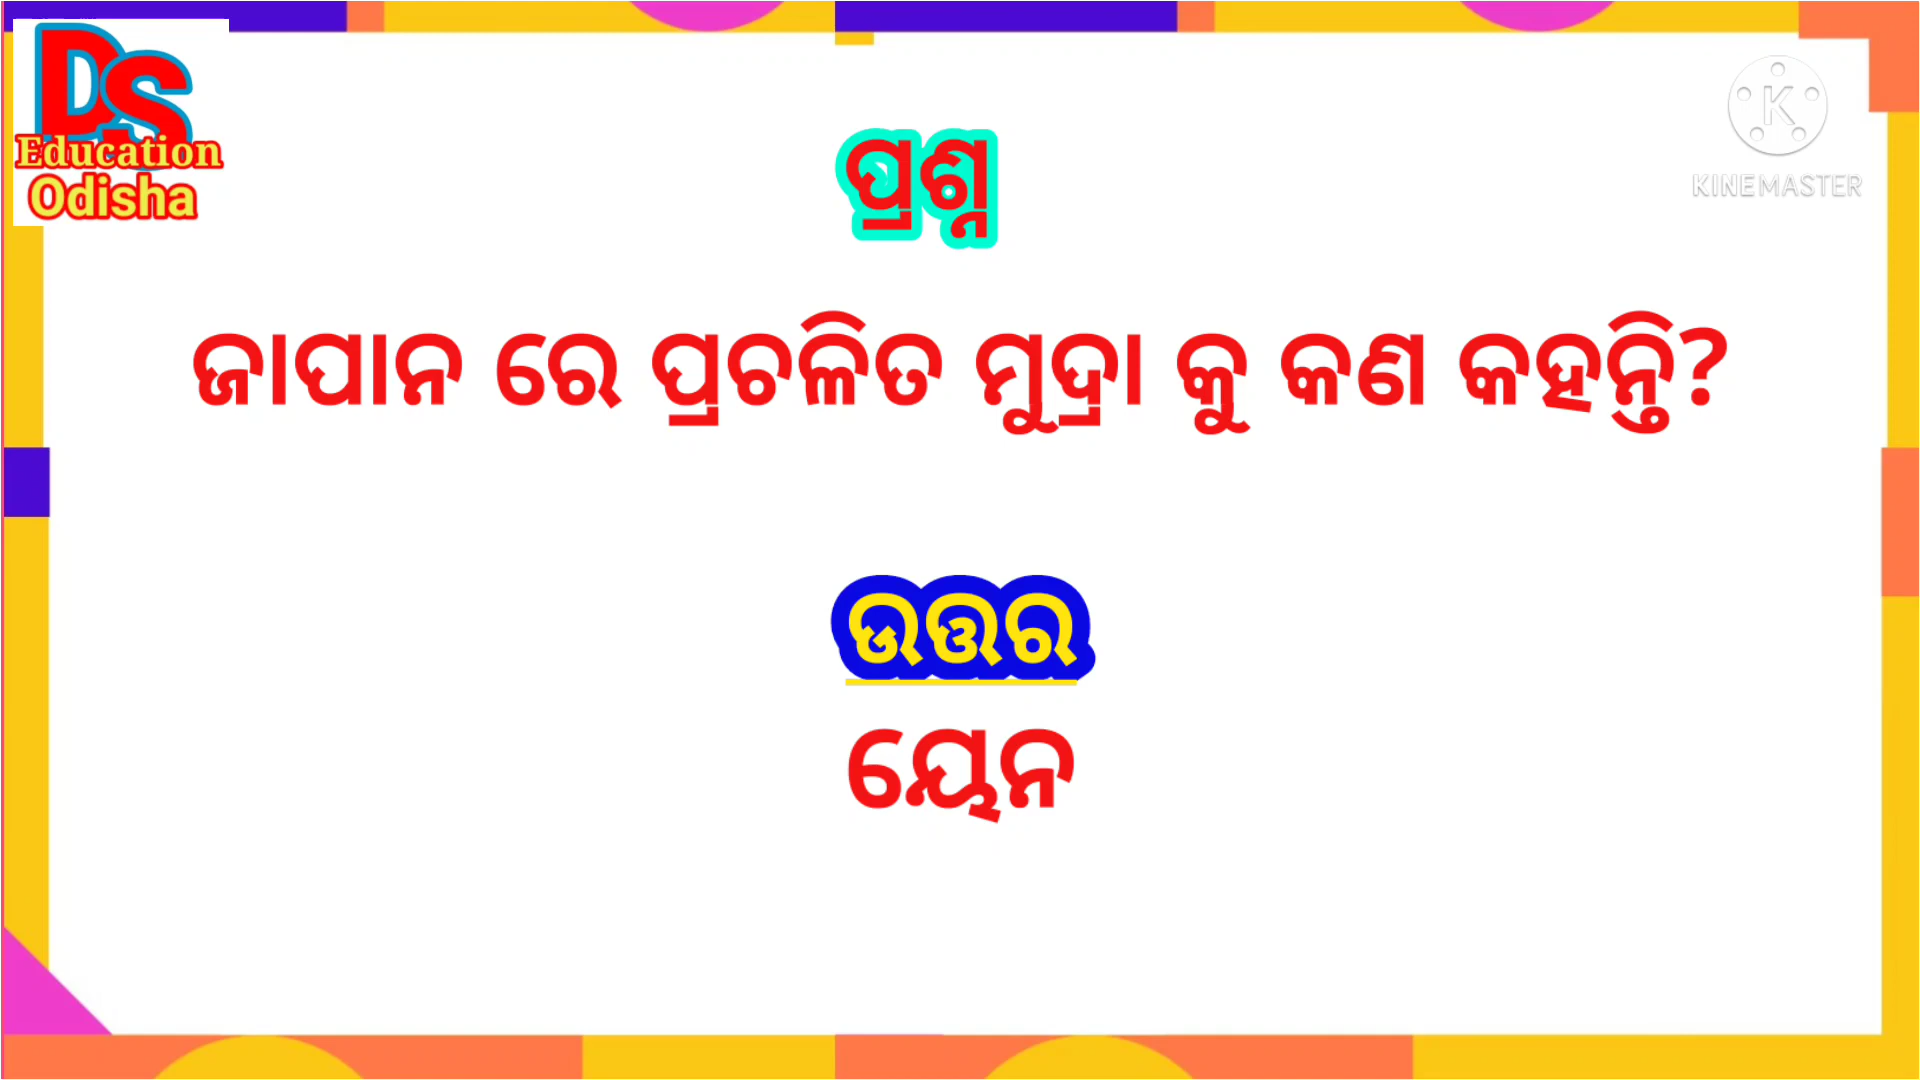 DS
Education
Odisha
K
KINEMASTER
ପ୍ରଶ୍ନ
ଜାପାନ ରେ ପ୍ରଚଳିତ ମୁଦ୍ରା କୁ କଣ କହନ୍ତି?
ଉତ୍ତର
ୟେନ